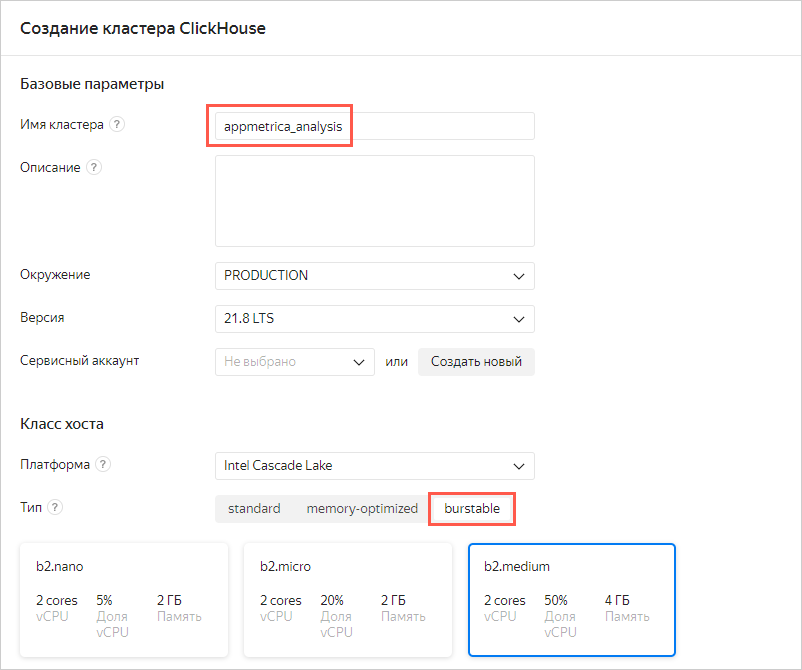 Создание кластера ClickHouse
Базовые параметры
Имя кластера ? appmetrica_analysis
Описание ?
Окружение PRODUCTION
Версия 21.8 LTS
Сервисный аккаунт Не выбрано или Создать новый
Класс хоста
Платформа ? Intel Cascade Lake
Тип ? standard memory-optimized burstable
b2.nano b2.micro b2.medium
2 cores 5% 2 ГБ 2 cores 20% 2 ГБ 2 cores 50% 4 ГБ
vCPU Доля Память vCPU Доля Память vCPU Доля Память
vCPU vCPU vCPU